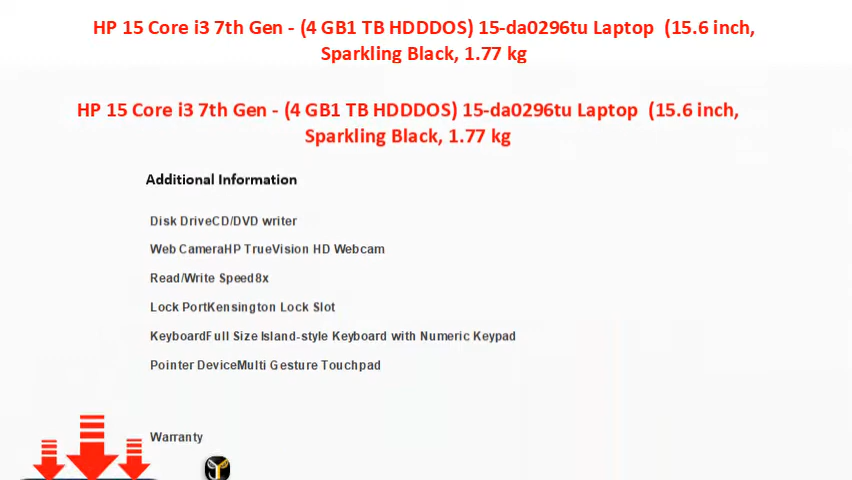 HP 15 Core i3 7th Gen - (4 GB1 TB HDDDOS) 15-da0296tu Laptop (15.6 inch,
Sparkling Black, 1.77 kg
HP 15 Core i3 7th Gen - (4 GB1 TB HDDDOS) 15-da0296tu Laptop (15.6 inch,
Sparkling Black, 1.77 kg
Additional Information
Disk DriveCD/DVD writer
Web CameraHP TrueVision HD Webcam
Read/Write Speed8x
Lock PortKensington Lock Slot
KeyboardFull Size Island-style Keyboard with Numeric Keypad
Pointer DeviceMulti Gesture Touchpad
Warranty